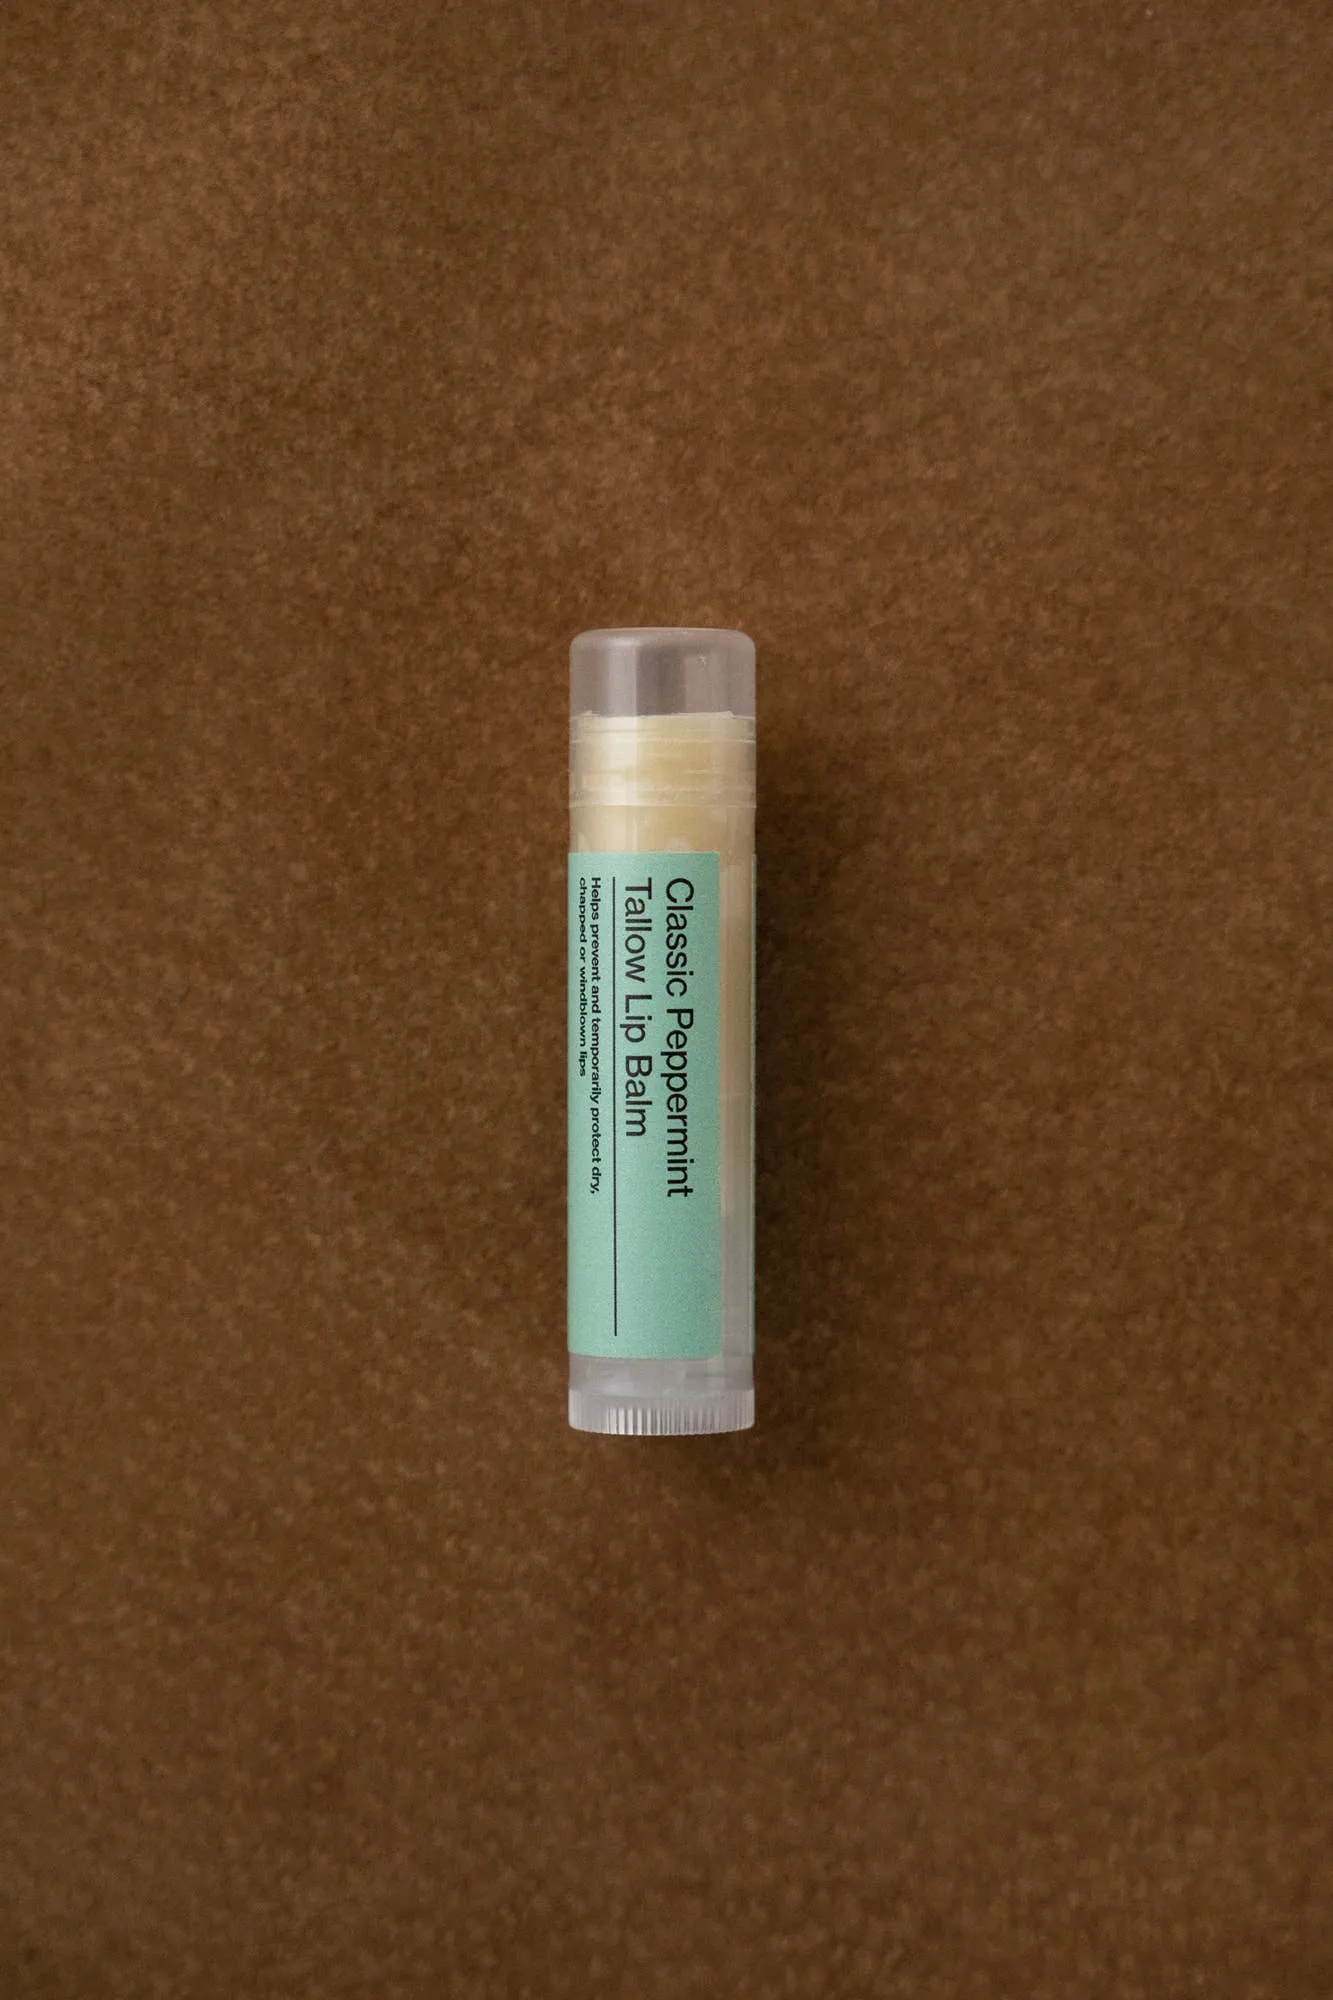 Classic Peppermint
Tallow Lip Balm
Helps prevent and temporarily protect dry,
chapped or windblown lips